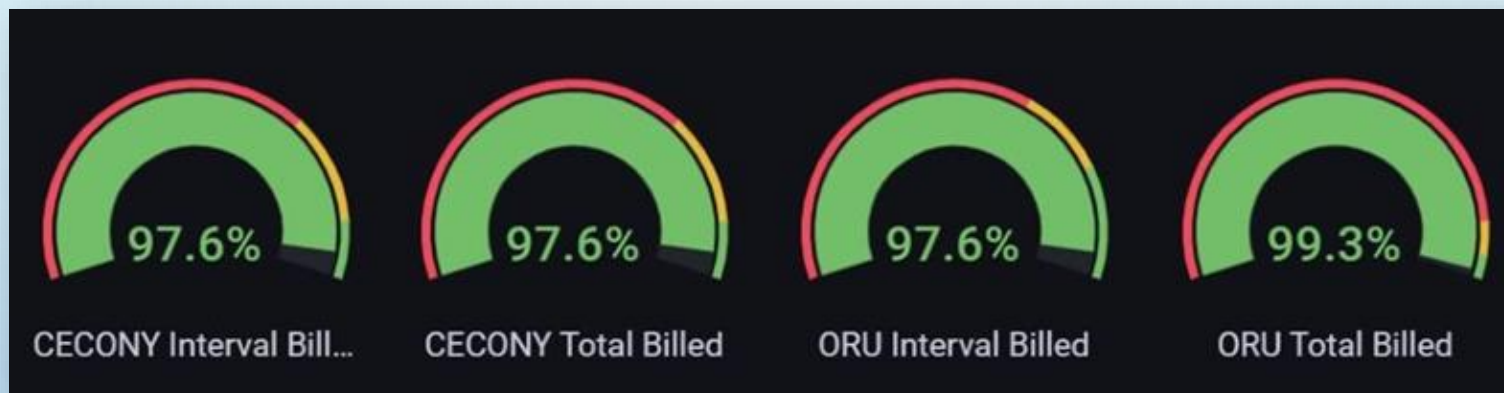 97.6%
97.6%
97.6%
99.3%
CECONY Interval Bill...
CECONY Total Billed
ORU Interval Billed
ORU Total Billed